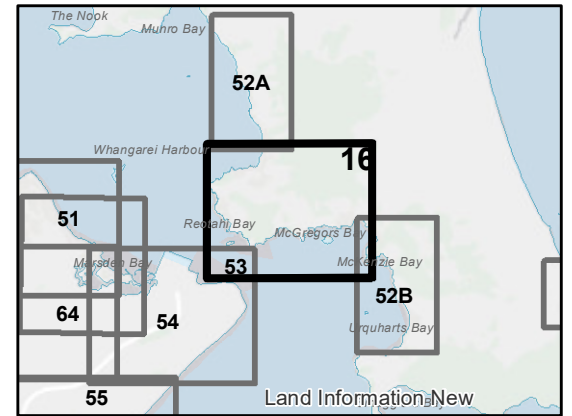 The Nook
Munro Bay
52A
Whangarei Harbour
16
51
Reotahi Bay
McGregors Bay
Marsden Bay
53
McKenzie Bay
52B
64
54
Urquharts Bay
55
Land Information New